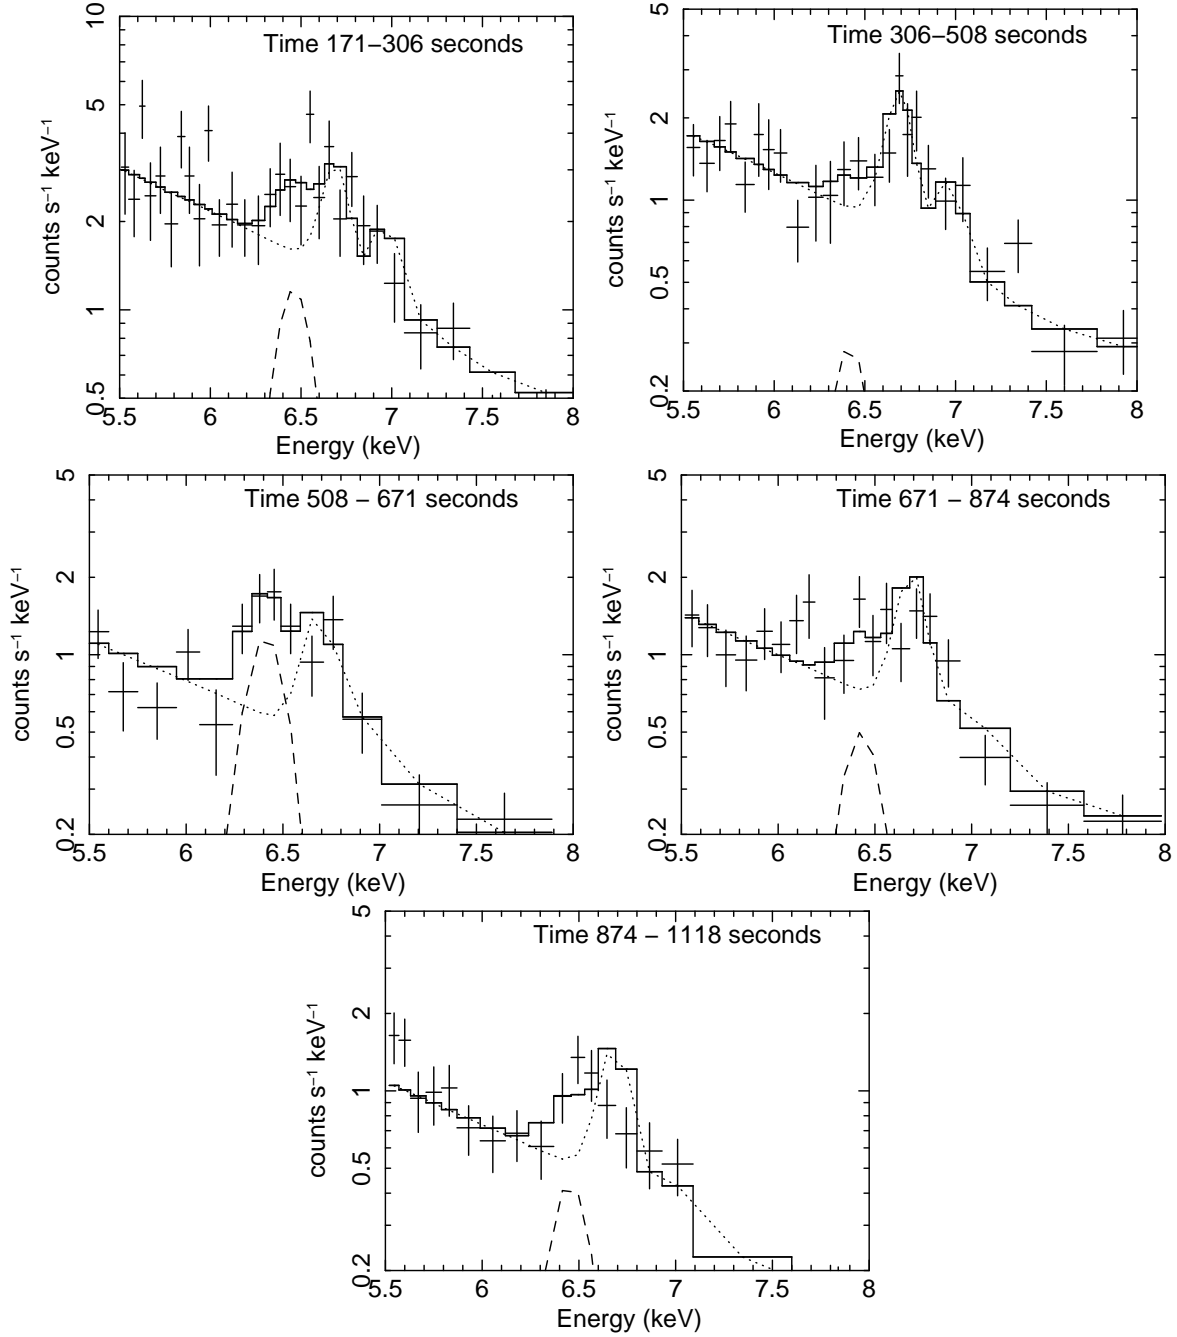 Time 171–306 seconds
10
5
2
1
0.5
counts s⁻¹ keV⁻¹
5.5 6 6.5 7 7.5 8
Energy (keV)
Time 306–508 seconds
5
2
1
0.5
0.2
counts s⁻¹ keV⁻¹
5.5 6 6.5 7 7.5 8
Energy (keV)
Time 508 – 671 seconds
5
2
1
0.5
0.2
counts s⁻¹ keV⁻¹
5.5 6 6.5 7 7.5 8
Energy (keV)
Time 671 – 874 seconds
5
2
1
0.5
0.2
counts s⁻¹ keV⁻¹
5.5 6 6.5 7 7.5 8
Energy (keV)
Time 874 – 1118 seconds
5
2
1
0.5
0.2
counts s⁻¹ keV⁻¹
5.5 6 6.5 7 7.5 8
Energy (keV)